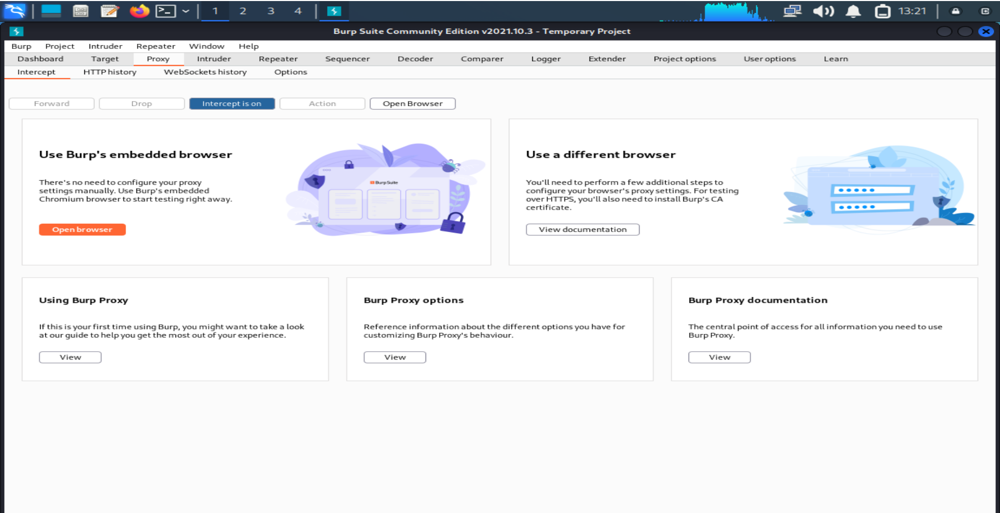 1 2 3 4 13:21
Burp Suite Community Edition v2021.10.3 - Temporary Project
Burp Project Intruder Repeater Window Help
Dashboard Target Proxy Intruder Repeater Sequencer Decoder Comparer Logger Extender Project options User options Learn
Intercept HTTP history WebSockets history Options
Forward Drop Intercept is on Action Open Browser
Use Burp's embedded browser
There's no need to configure your proxy
settings manually. Use Burp's embedded
Chromium browser to start testing right away.
Open browser
Burp Suite
Use a different browser
You'll need to perform a few additional steps to
configure your browser's proxy settings. For testing
over HTTPS, you'll also need to install Burp's CA
certificate.
View documentation
Using Burp Proxy
If this is your first time using Burp, you might want to take a look
at our guide to help you get the most out of your experience.
View
Burp Proxy options
Reference information about the different options you have for
customizing Burp Proxy's behaviour.
View
Burp Proxy documentation
The central point of access for all information you need to use
Burp Proxy.
View